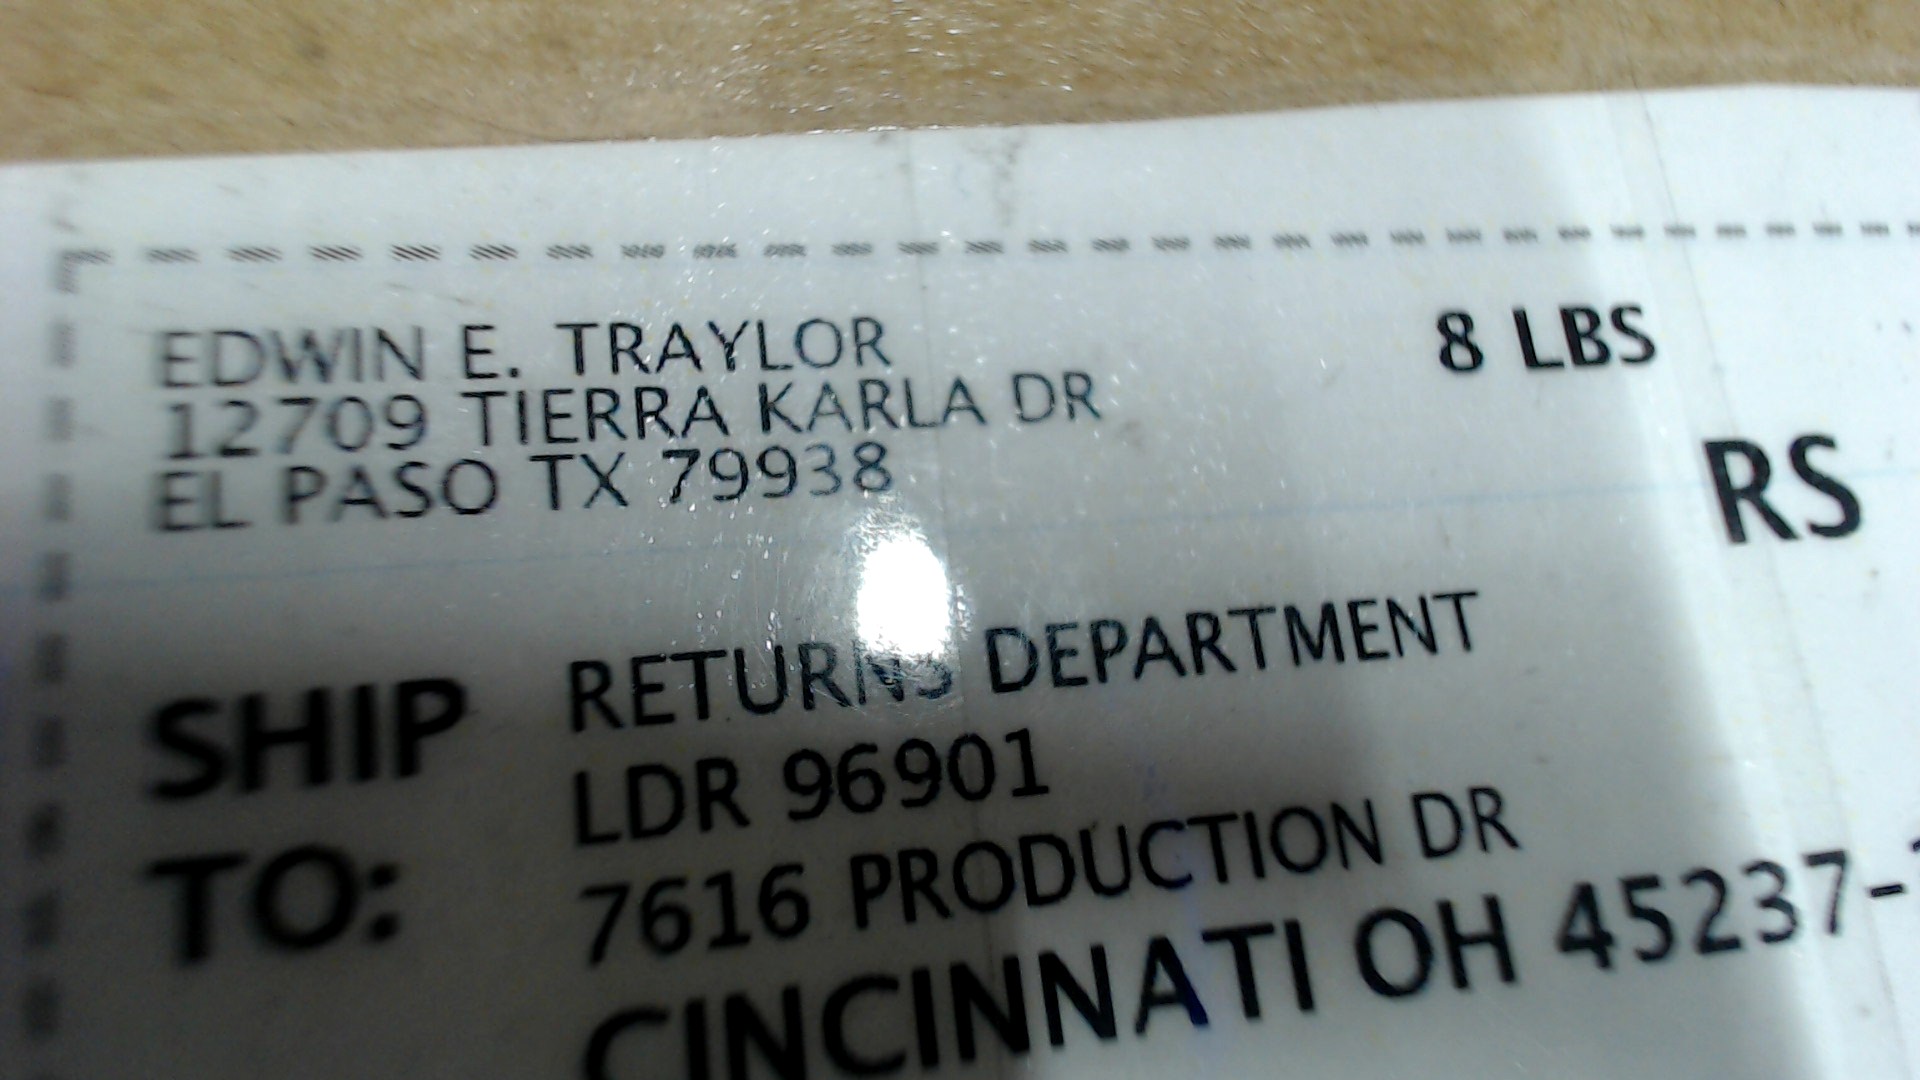 EDWIN E. TRAYLOR
8 LBS
12709 TIERRA KARLA DR
EL PASO TX 79938
RS
SHIP TO:
RETURNS DEPARTMENT
LDR 96901
7616 PRODUCTION DR
CINCINNATI OH 45237-